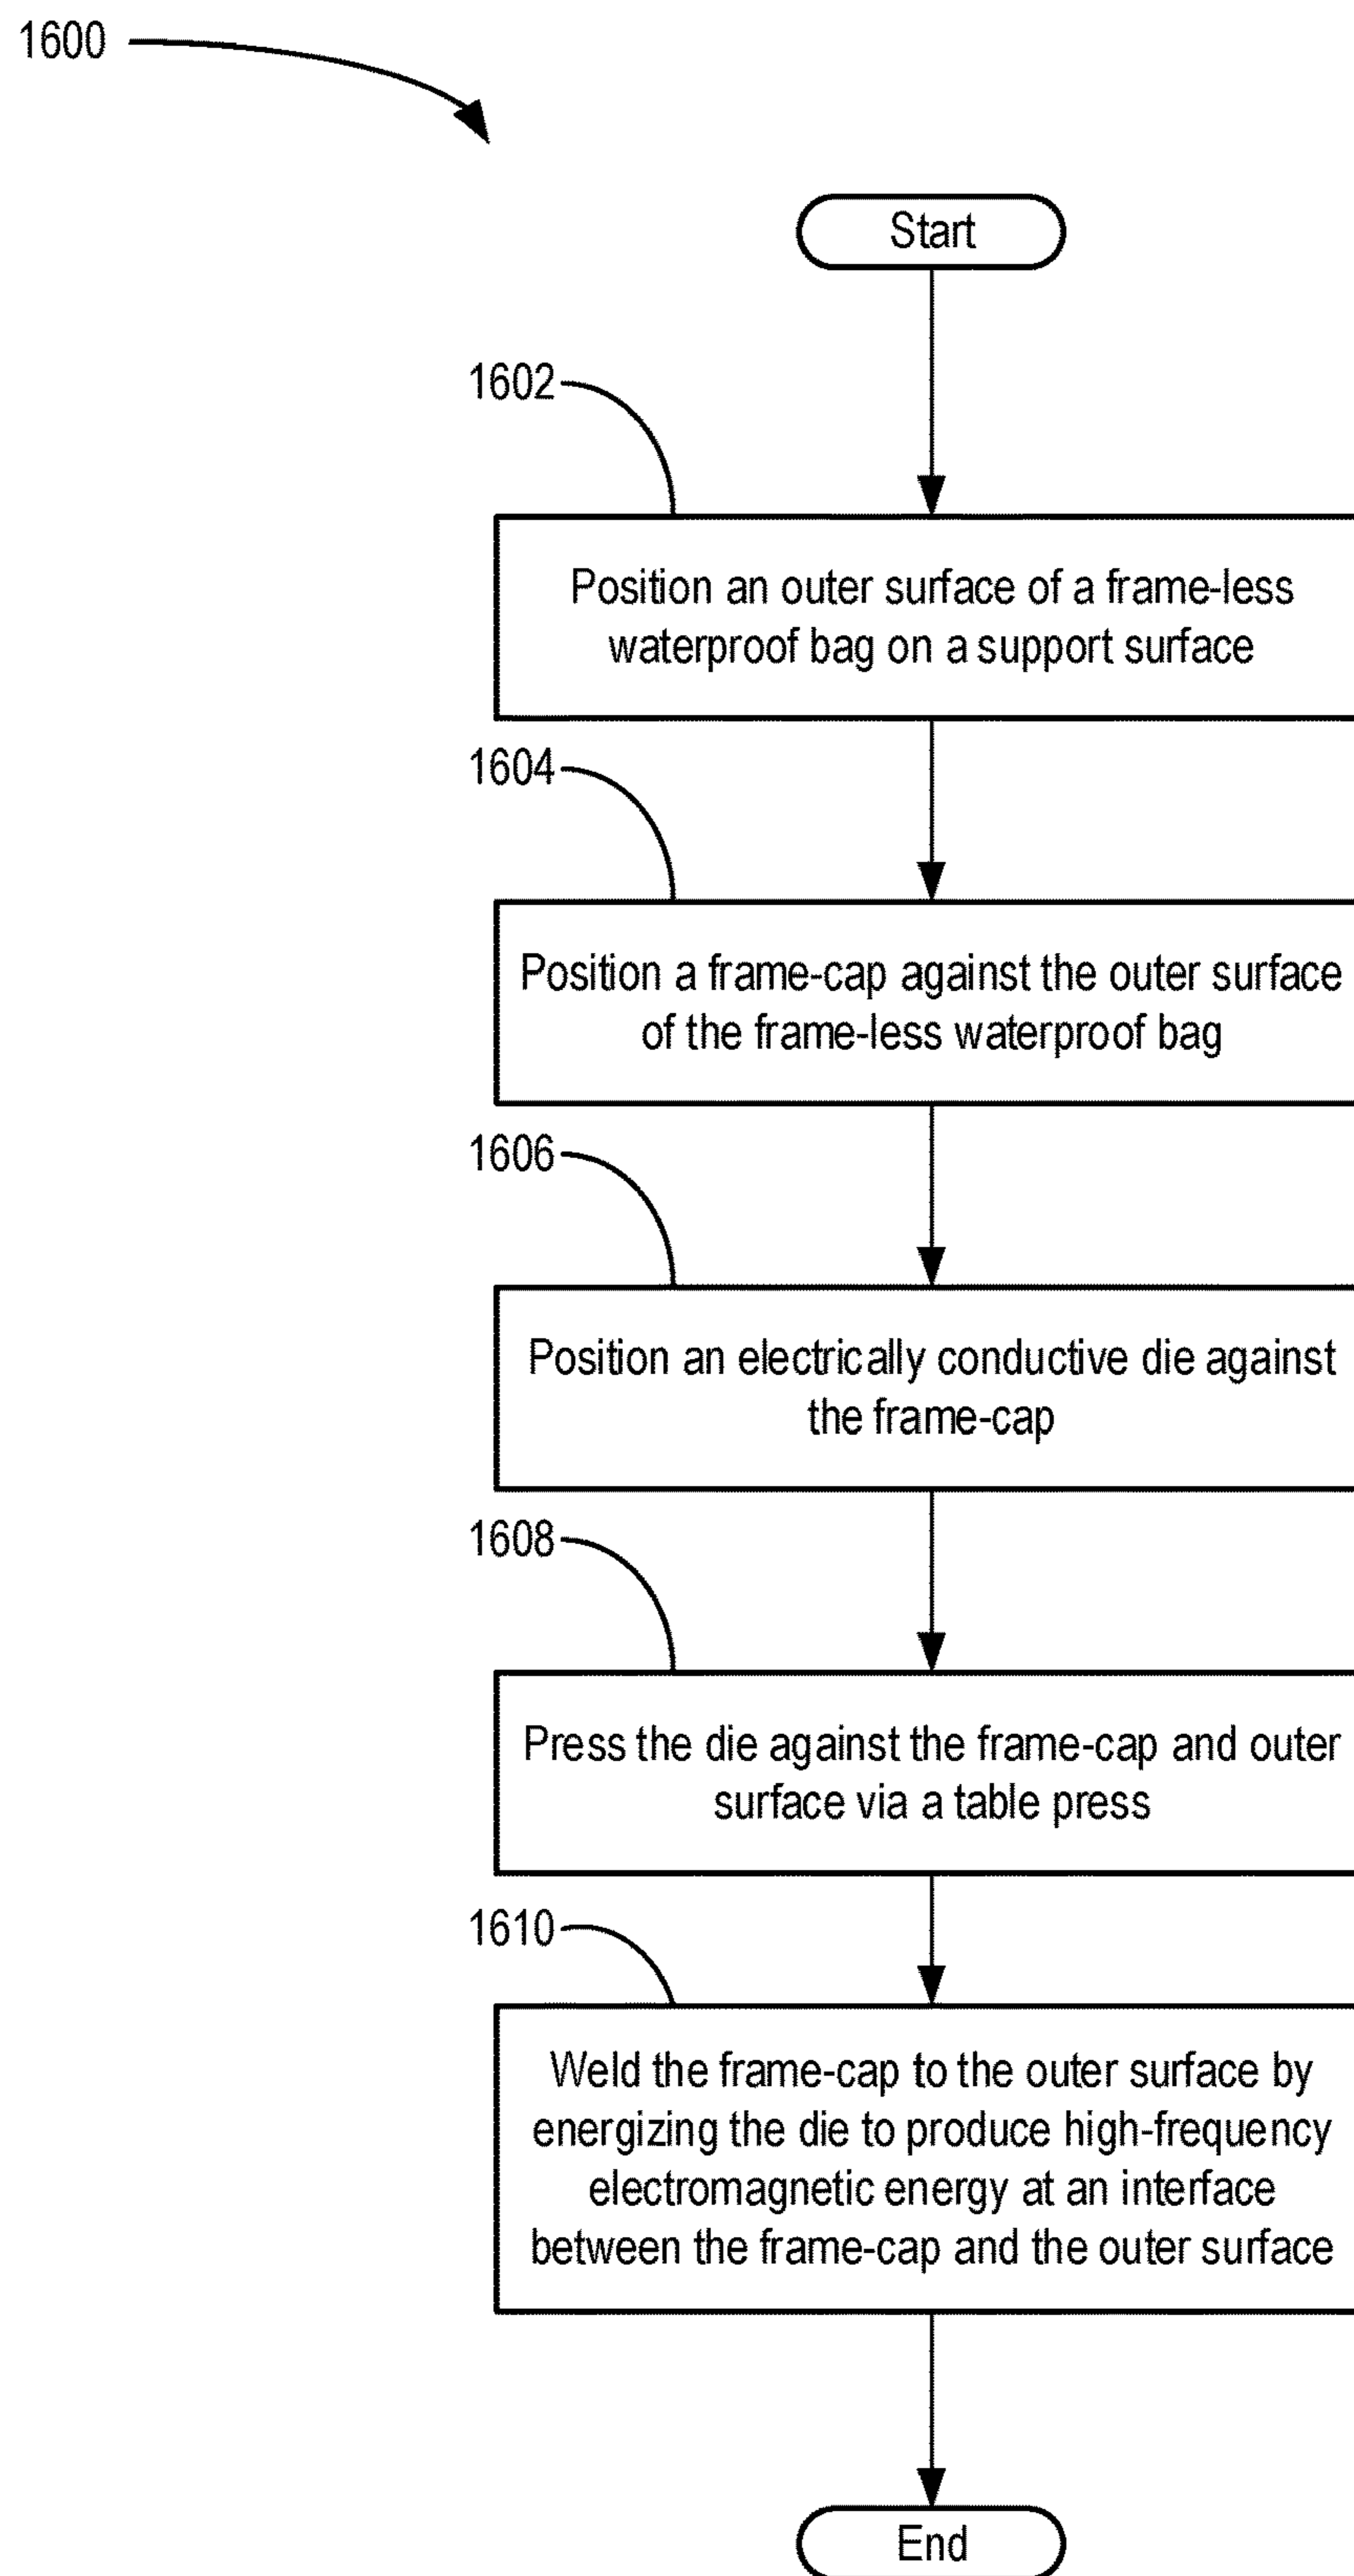 1600
Start
1602
Position an outer surface of a frame-less
waterproof bag on a support surface
1604
Position a frame-cap against the outer surface
of the frame-less waterproof bag
1606
Position an electrically conductive die against
the frame-cap
1608
Press the die against the frame-cap and outer
surface via a table press
1610
Weld the frame-cap to the outer surface by
energizing the die to produce high-frequency
electromagnetic energy at an interface
between the frame-cap and the outer surface
End